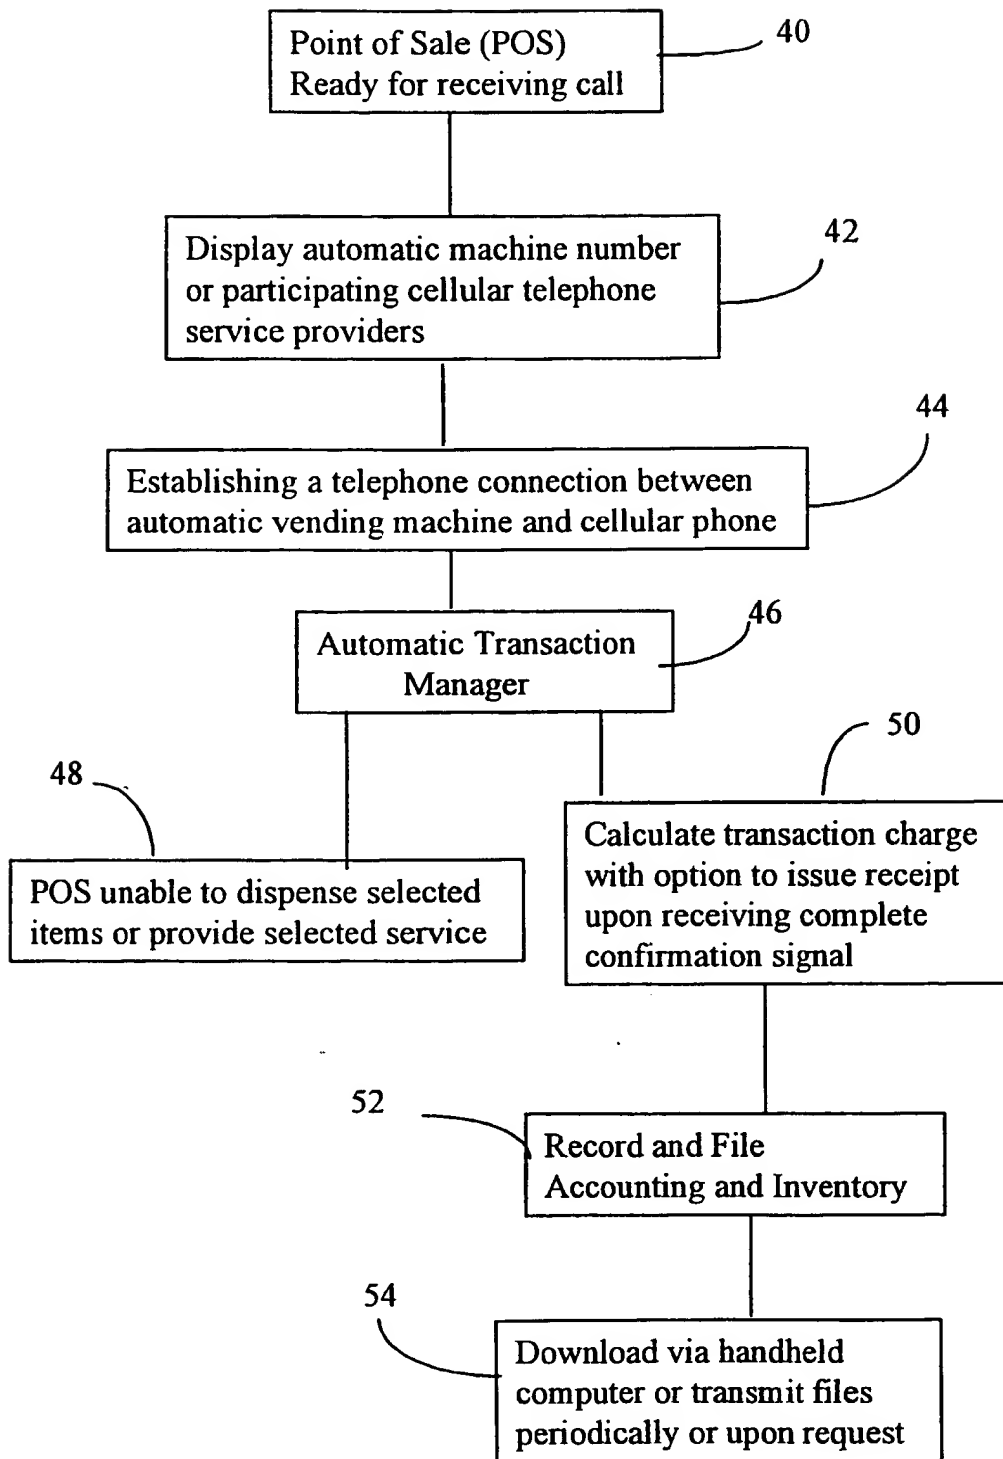 Point of Sale (POS)
Ready for receiving call
40
Display automatic machine number
or participating cellular telephone
service providers
42
Establishing a telephone connection between
automatic vending machine and cellular phone
44
Automatic Transaction
Manager
46
48
POS unable to dispense selected
items or provide selected service
50
Calculate transaction charge
with option to issue receipt
upon receiving complete
confirmation signal
52
Record and File
Accounting and Inventory
54
Download via handheld
computer or transmit files
periodically or upon request